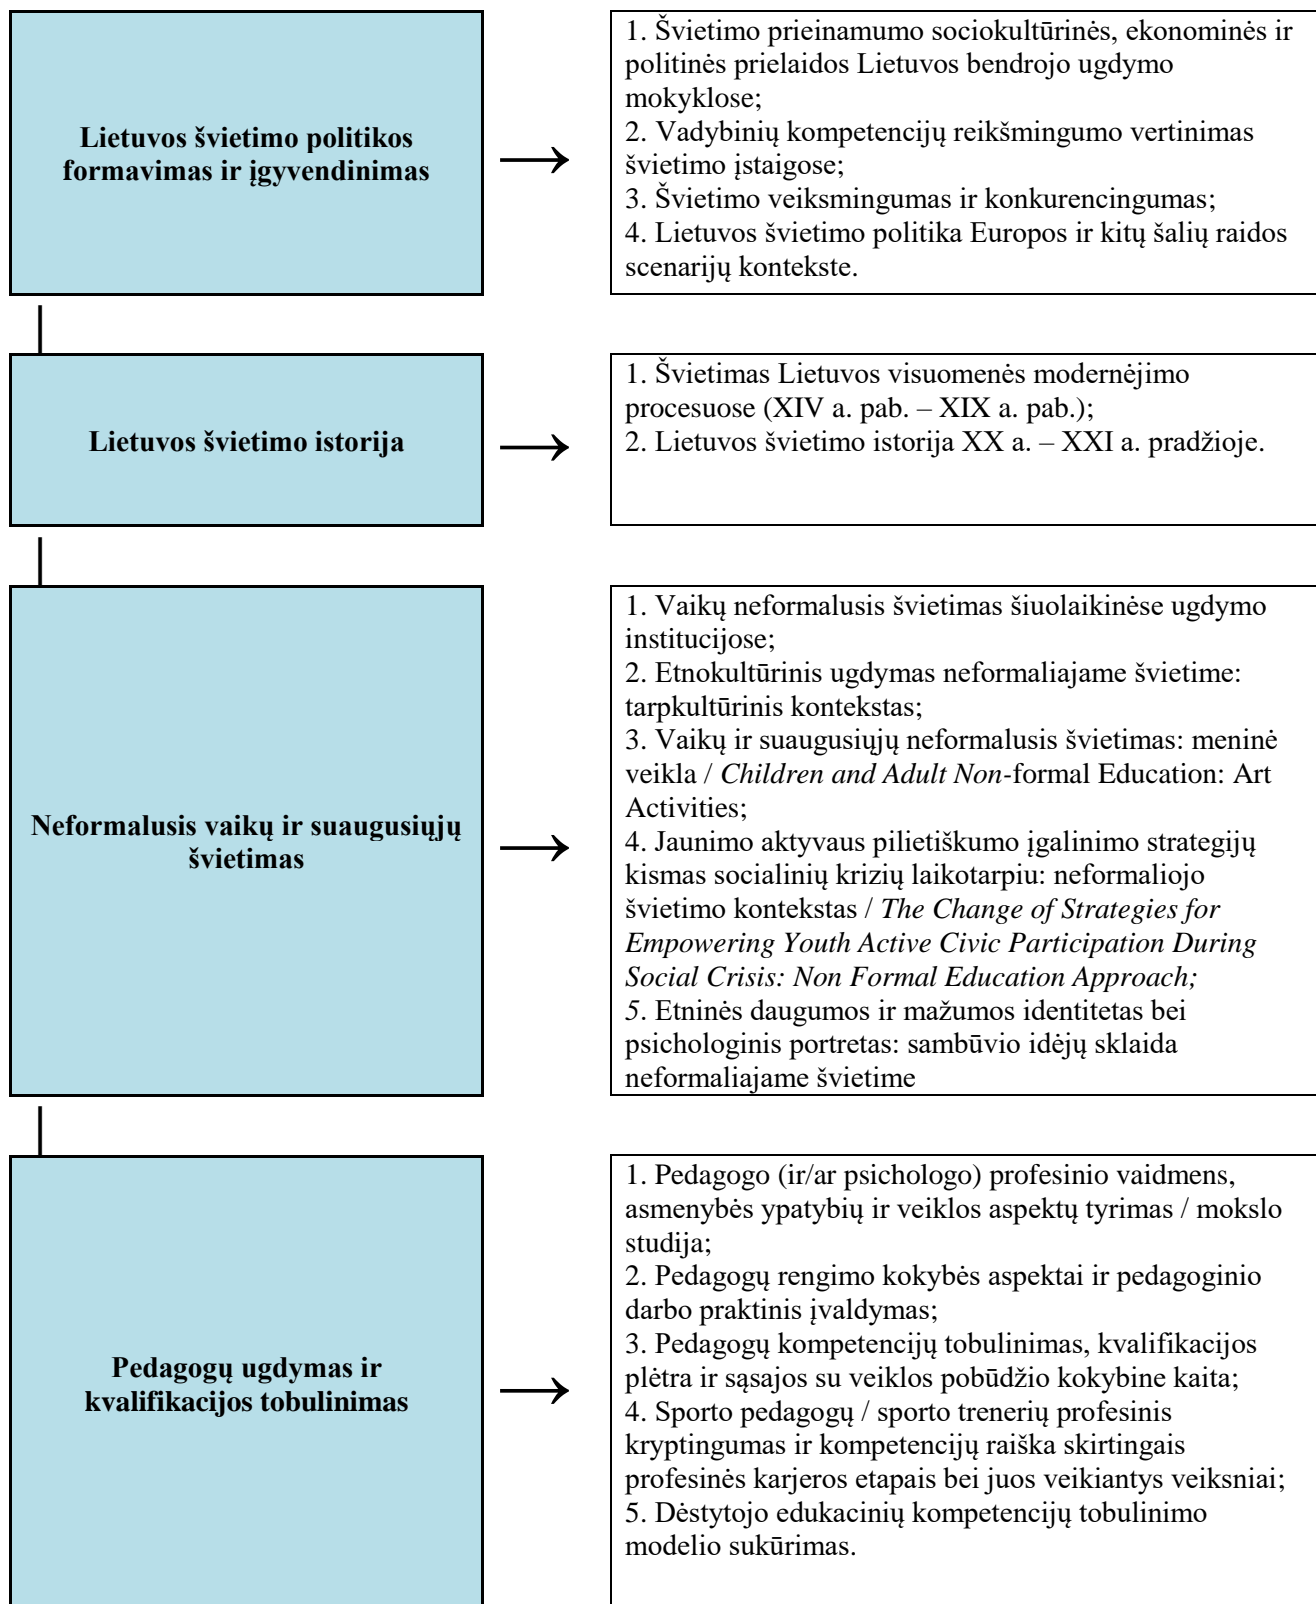 Lietuvos švietimo politikos
formavimas ir įgyvendinimas
1. Švietimo prieinamumo sociokultūrinės, ekonominės ir
politinės prielaidos Lietuvos bendrojo ugdymo
mokyklose;
2. Vadybinių kompetencijų reikšmingumo vertinimas
švietimo įstaigose;
3. Švietimo veiksmingumas ir konkurencingumas;
4. Lietuvos švietimo politika Europos ir kitų šalių raidos
scenarijų kontekste.
Lietuvos švietimo istorija
1. Švietimas Lietuvos visuomenės modernėjimo
procesuose (XIV a. pab. – XIX a. pab.);
2. Lietuvos švietimo istorija XX a. – XXI a. pradžioje.
Neformalusis vaikų ir suaugusiųjų
švietimas
1. Vaikų neformalusis švietimas šiuolaikinėse ugdymo
institucijose;
2. Etnokultūrinis ugdymas neformaliajame švietime:
tarpkultūrinis kontekstas;
3. Vaikų ir suaugusiųjų neformalusis švietimas: meninė
veikla / Children and Adult Non-formal Education: Art
Activities;
4. Jaunimo aktyvaus pilietiškumo įgalinimo strategijų
kismas socialinių krizių laikotarpiu: neformaliojo
švietimo kontekstas / The Change of Strategies for
Empowering Youth Active Civic Participation During
Social Crisis: Non Formal Education Approach;
5. Etninės daugumos ir mažumos identitetas bei
psichologinis portretas: sambūvio idėjų sklaida
neformaliajame švietime
Pedagogų ugdymas ir
kvalifikacijos tobulinimas
1. Pedagogo (ir/ar psichologo) profesinio vaidmens,
asmenybės ypatybių ir veiklos aspektų tyrimas / mokslo
studija;
2. Pedagogų rengimo kokybės aspektai ir pedagoginio
darbo praktinis įvaldymas;
3. Pedagogų kompetencijų tobulinimas, kvalifikacijos
plėtra ir sąsajos su veiklos pobūdžio kokybine kaita;
4. Sporto pedagogų / sporto trenerių profesinis
kryptingumas ir kompetencijų raiška skirtingais
profesinės karjeros etapais bei juos veikiantys veiksniai;
5. Dėstytojo edukacinių kompetencijų tobulinimo
modelio sukūrimas.